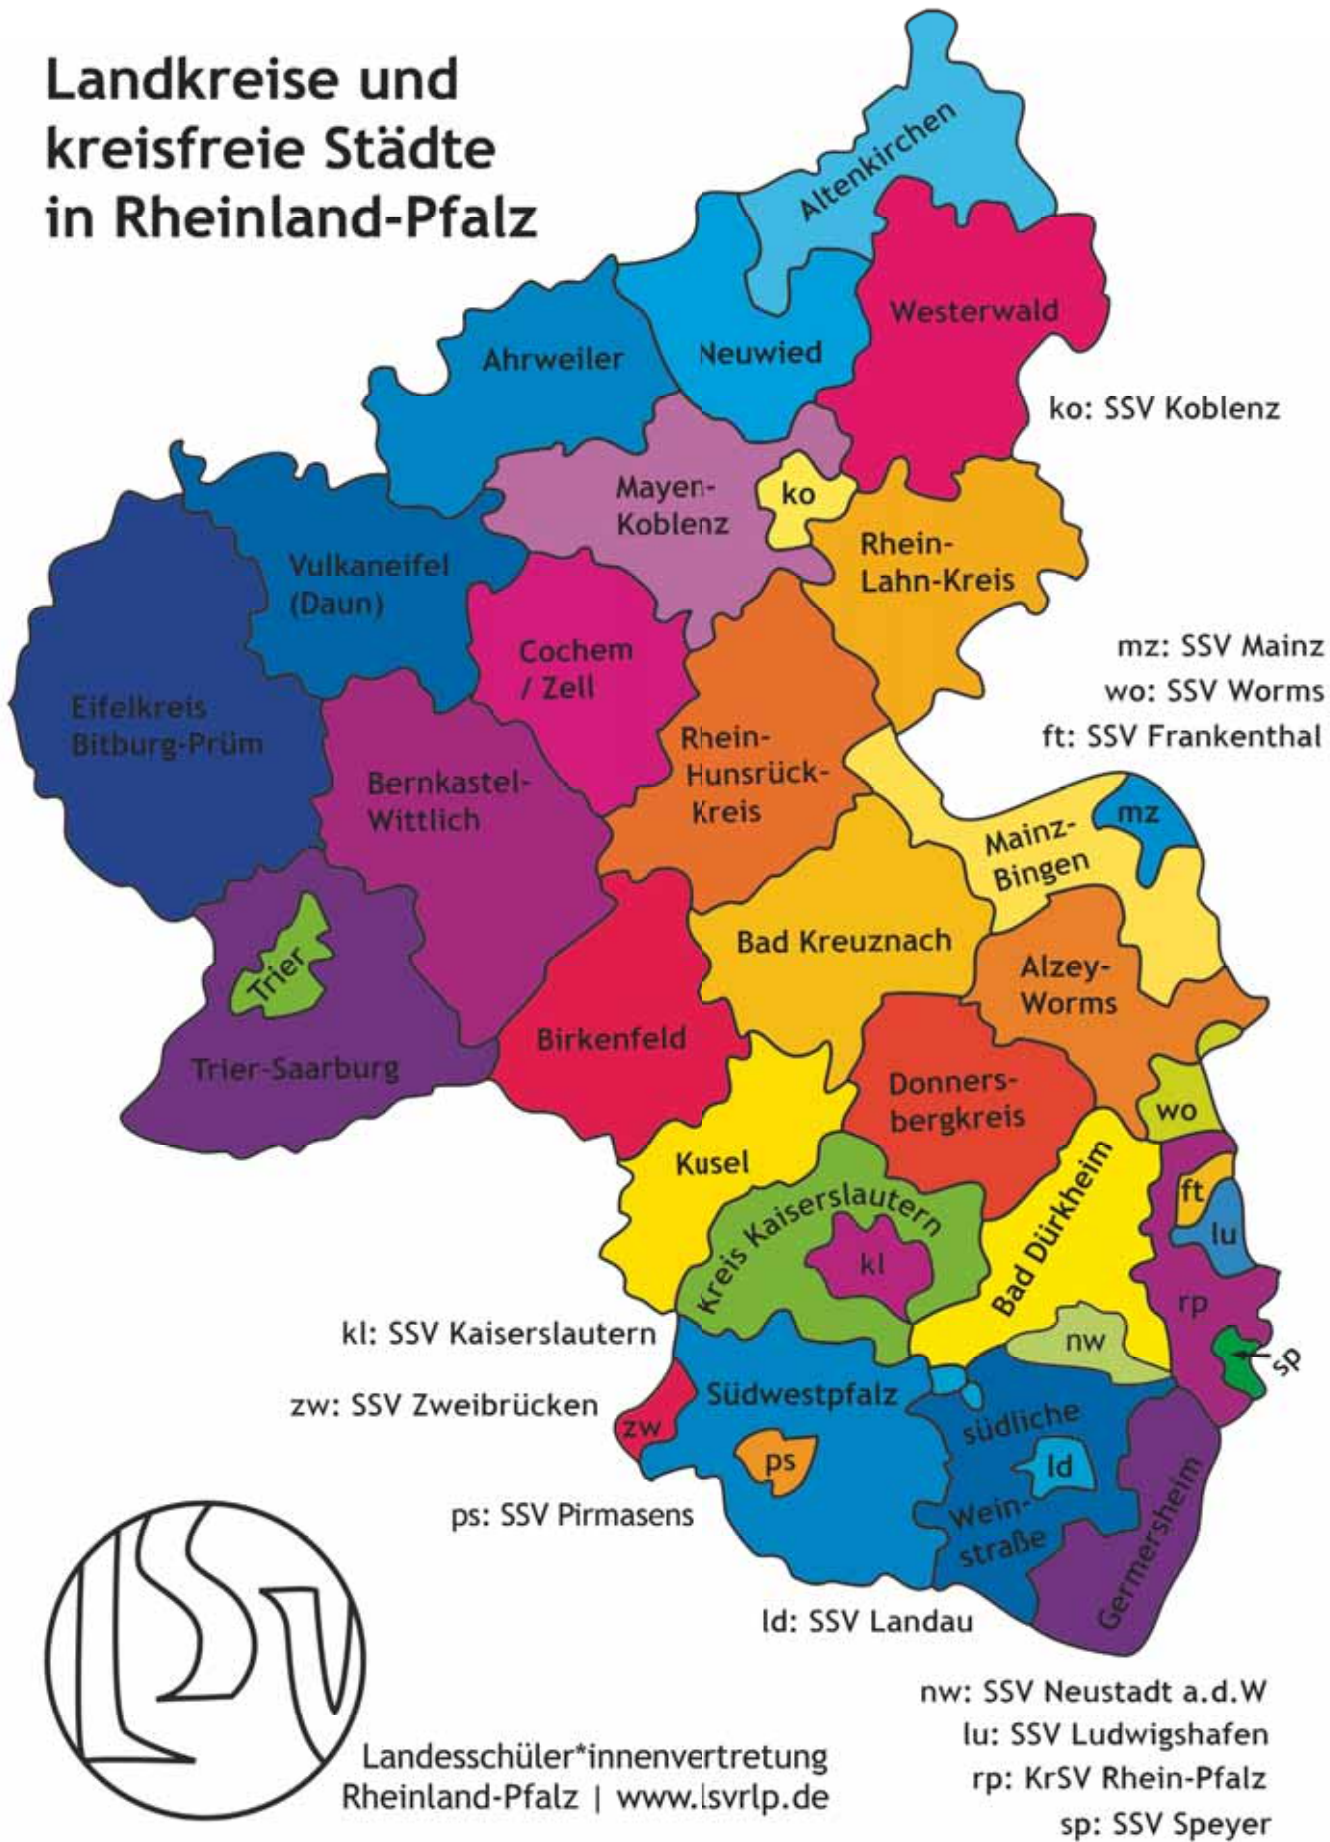 Landkreise und
kreisfreie Städte
in Rheinland-Pfalz
Altenkirchen
Westerwald
Neuwied
Ahrweiler
ko: SSV Koblenz
Mayen-
Koblenz
ko
Rhein-
Lahn-Kreis
Vulkaneifel
(Daun)
Cochem
/ Zell
mz: SSV Mainz
wo: SSV Worms
ft: SSV Frankenthal
Eifelkreis
Bitburg-Prüm
Rhein-
Hunsrück-
Kreis
Bernkastel-
Wittlich
mz
Mainz-
Bingen
Bad Kreuznach
Alzey-
Worms
Trier
Trier-Saarburg
Birkenfeld
Donners-
bergkreis
wo
Kusel
ft
lu
Kreis Kaiserslautern
kl
Bad Dürkheim
rp
nw
sp
kl: SSV Kaiserslautern
zw: SSV Zweibrücken
Südwestpfalz
zw
ps
südliche
ld
Wein-
straße
Germersheim
ps: SSV Pirmasens
ld: SSV Landau
LSV
nw: SSV Neustadt a.d.W
lu: SSV Ludwigshafen
rp: KrSV Rhein-Pfalz
sp: SSV Speyer
Landesschüler*innenvertretung
Rheinland-Pfalz | www.lsvrlp.de